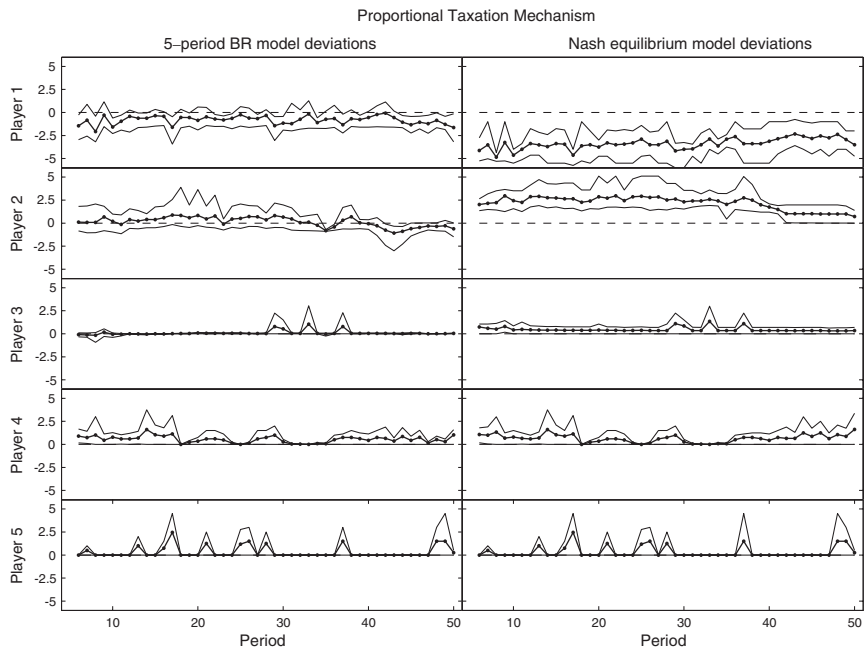 Proportional Taxation Mechanism
5–period BR model deviations
Nash equilibrium model deviations
Player 1
5
2.5
0
-2.5
-5
Player 2
5
2.5
0
-2.5
-5
Player 3
5
2.5
0
-2.5
-5
Player 4
5
2.5
0
-2.5
-5
Player 5
5
2.5
0
-2.5
-5
10 20 30 40 50
10 20 30 40 50
Period
Period